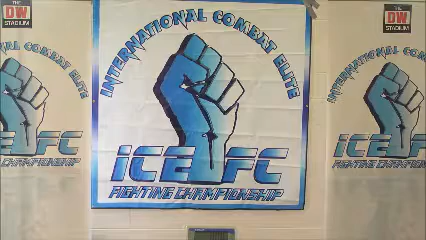 THE
DW
STADIUM
INTERNATIONAL COMBAT ELITE
ICE FC
FIGHTING CHAMPIONSHIP
INTERNATIONAL COMBAT ELITE
ICE FC
FIGHTING CHAMPIONSHIP
THE
DW
STADIUM
INTERNATIONAL COMBAT ELITE
ICE FC
FIGHTING CHAMPIONSHIP